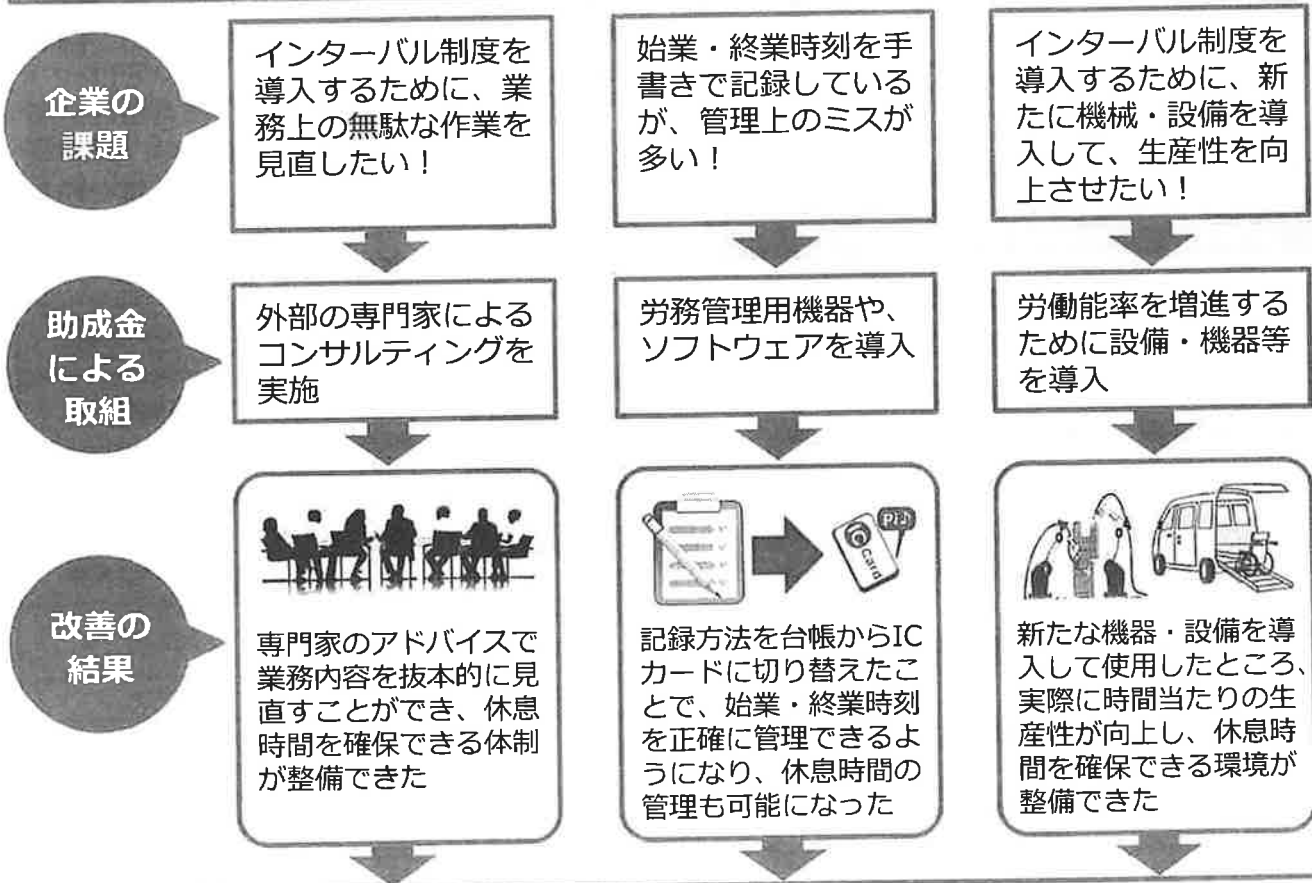 企業の
課題
インターバル制度を
導入するために、業
務上の無駄な作業を
見直したい!
始業・終業時刻を手
書きで記録している
が、管理上のミスが
多い!
インターバル制度を
導入するために、新
たに機械・設備を導
入して、生産性を向
上させたい!
助成金
による
取組
外部の専門家による
コンサルティングを
実施
労務管理用機器や、
ソフトウェアを導入
労働能率を増進する
ために設備・機器等
を導入
改善の
結果
専門家のアドバイスで
業務内容を抜本的に見
直すことができ、休息
時間を確保できる体制
が整備できた
Card
記録方法を台帳からIC
カードに切り替えたこ
とで、始業・終業時刻
を正確に管理できるよ
うになり、休息時間の
管理も可能になった
新たな機器・設備を導
入して使用したところ、
実際に時間当たりの生
産性が向上し、休息時
間を確保できる環境が
整備できた